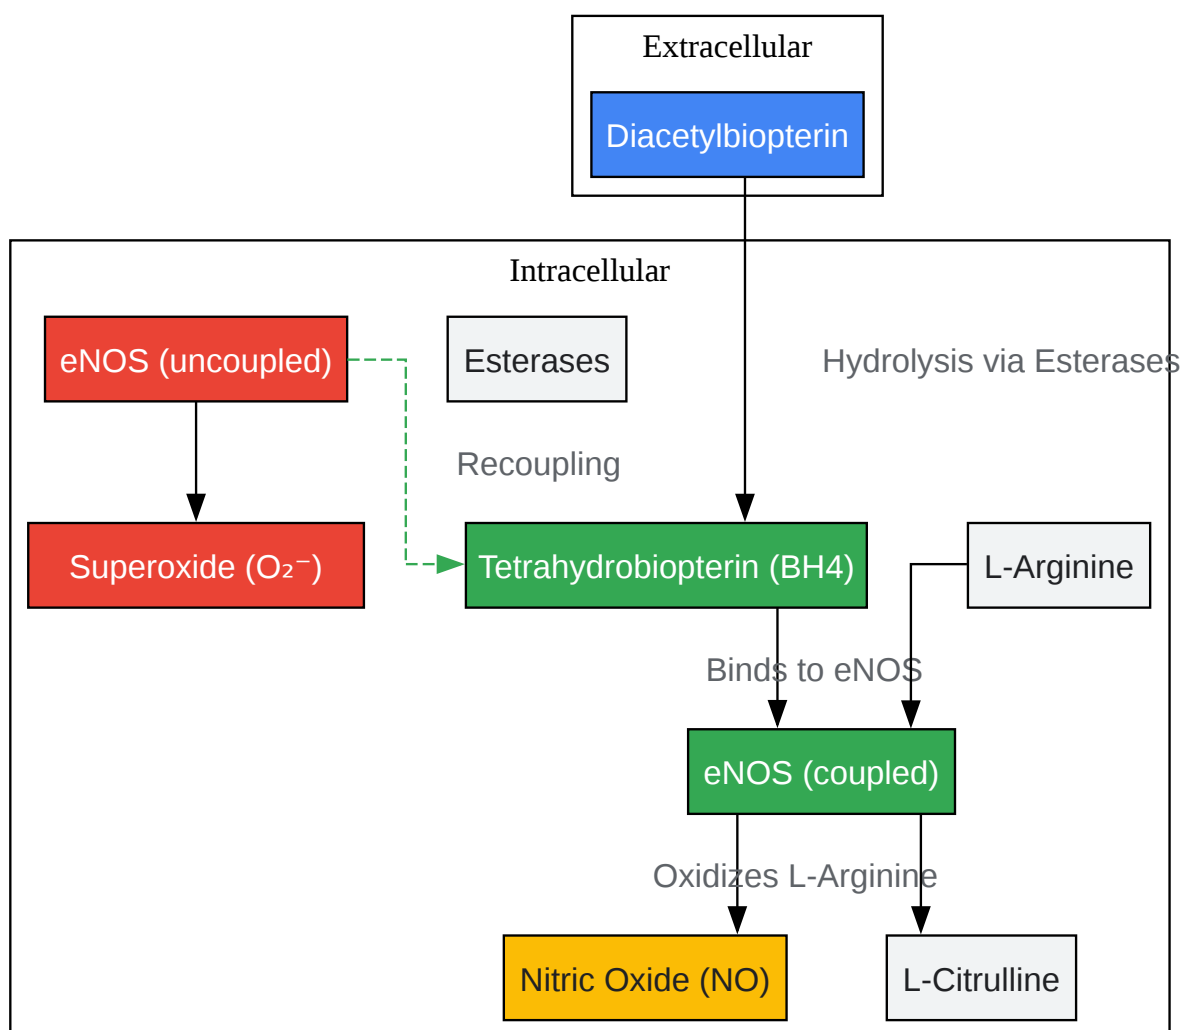 Extracellular
Diacetylbiopterin
Intracellular
eNOS (uncoupled)
Esterases
Hydrolysis via Esterases
Recoupling
Superoxide (O₂⁻)
Tetrahydrobiopterin (BH4)
L-Arginine
Binds to eNOS
eNOS (coupled)
Oxidizes L-Arginine
Nitric Oxide (NO)
L-Citrulline